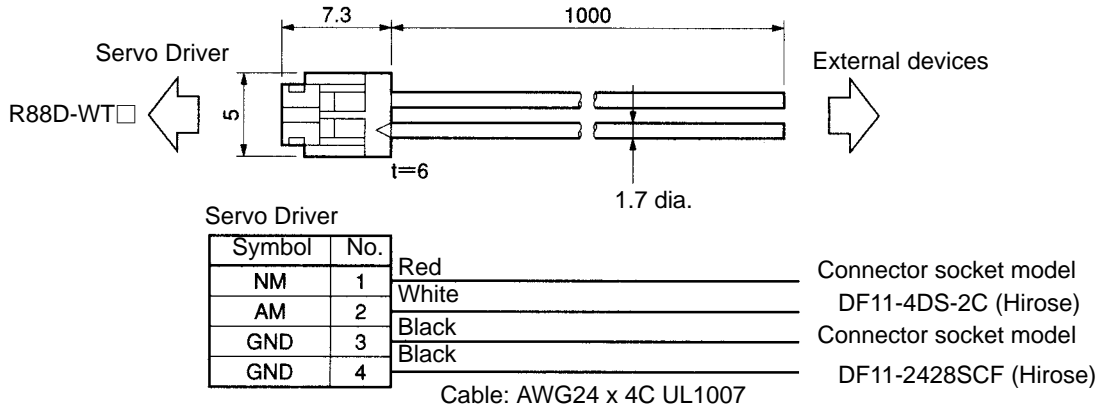 7.3
1000
Servo Driver
External devices
R88D-WT□
5
t=6
1.7 dia.
Servo Driver
Symbol No.
NM 1
AM 2
GND 3
GND 4
Red
White
Black
Black
Connector socket model
DF11-4DS-2C (Hirose)
Connector socket model
DF11-2428SCF (Hirose)
Cable: AWG24 x 4C UL1007